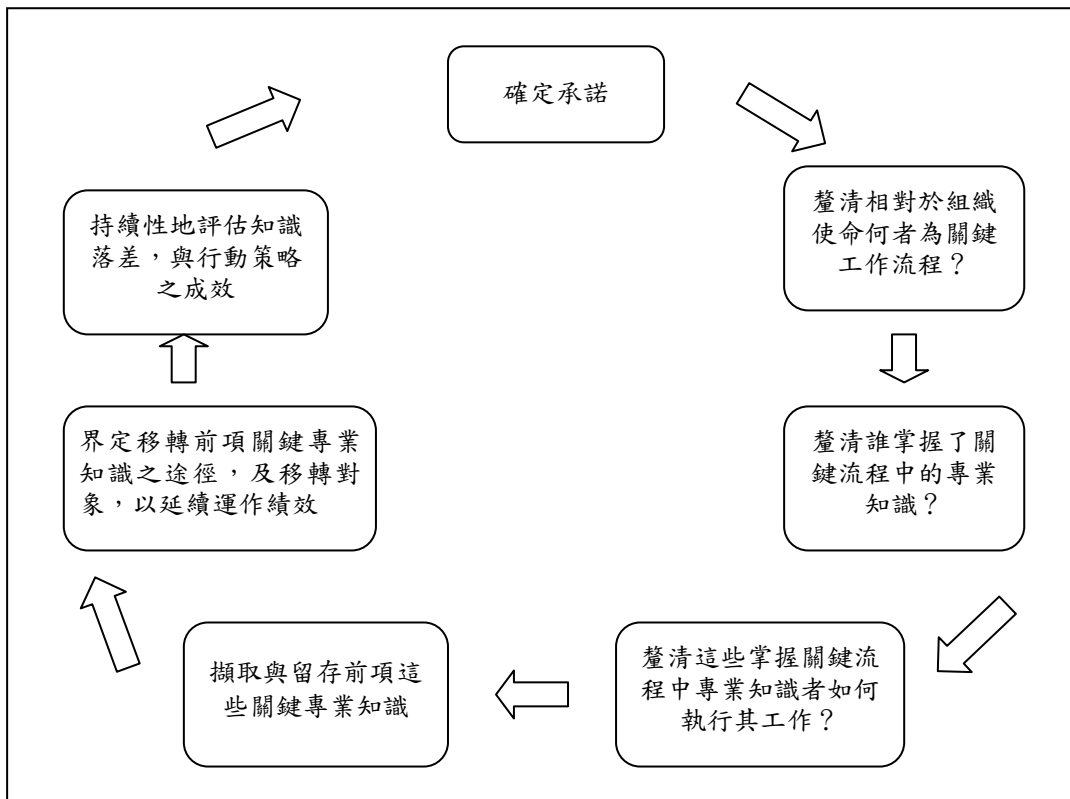 確定承諾
釐清相對於組織
使命何者為關鍵
工作流程？
釐清誰掌握了關
鍵流程中的專業
知識？
釐清這些掌握關鍵流
程中專業知識者如何
執行其工作？
擷取與留存前項這
些關鍵專業知識
界定移轉前項關鍵專業
知識之途徑，及移轉對
象，以延續運作績效
持續性地評估知識
落差，與行動策略
之成效